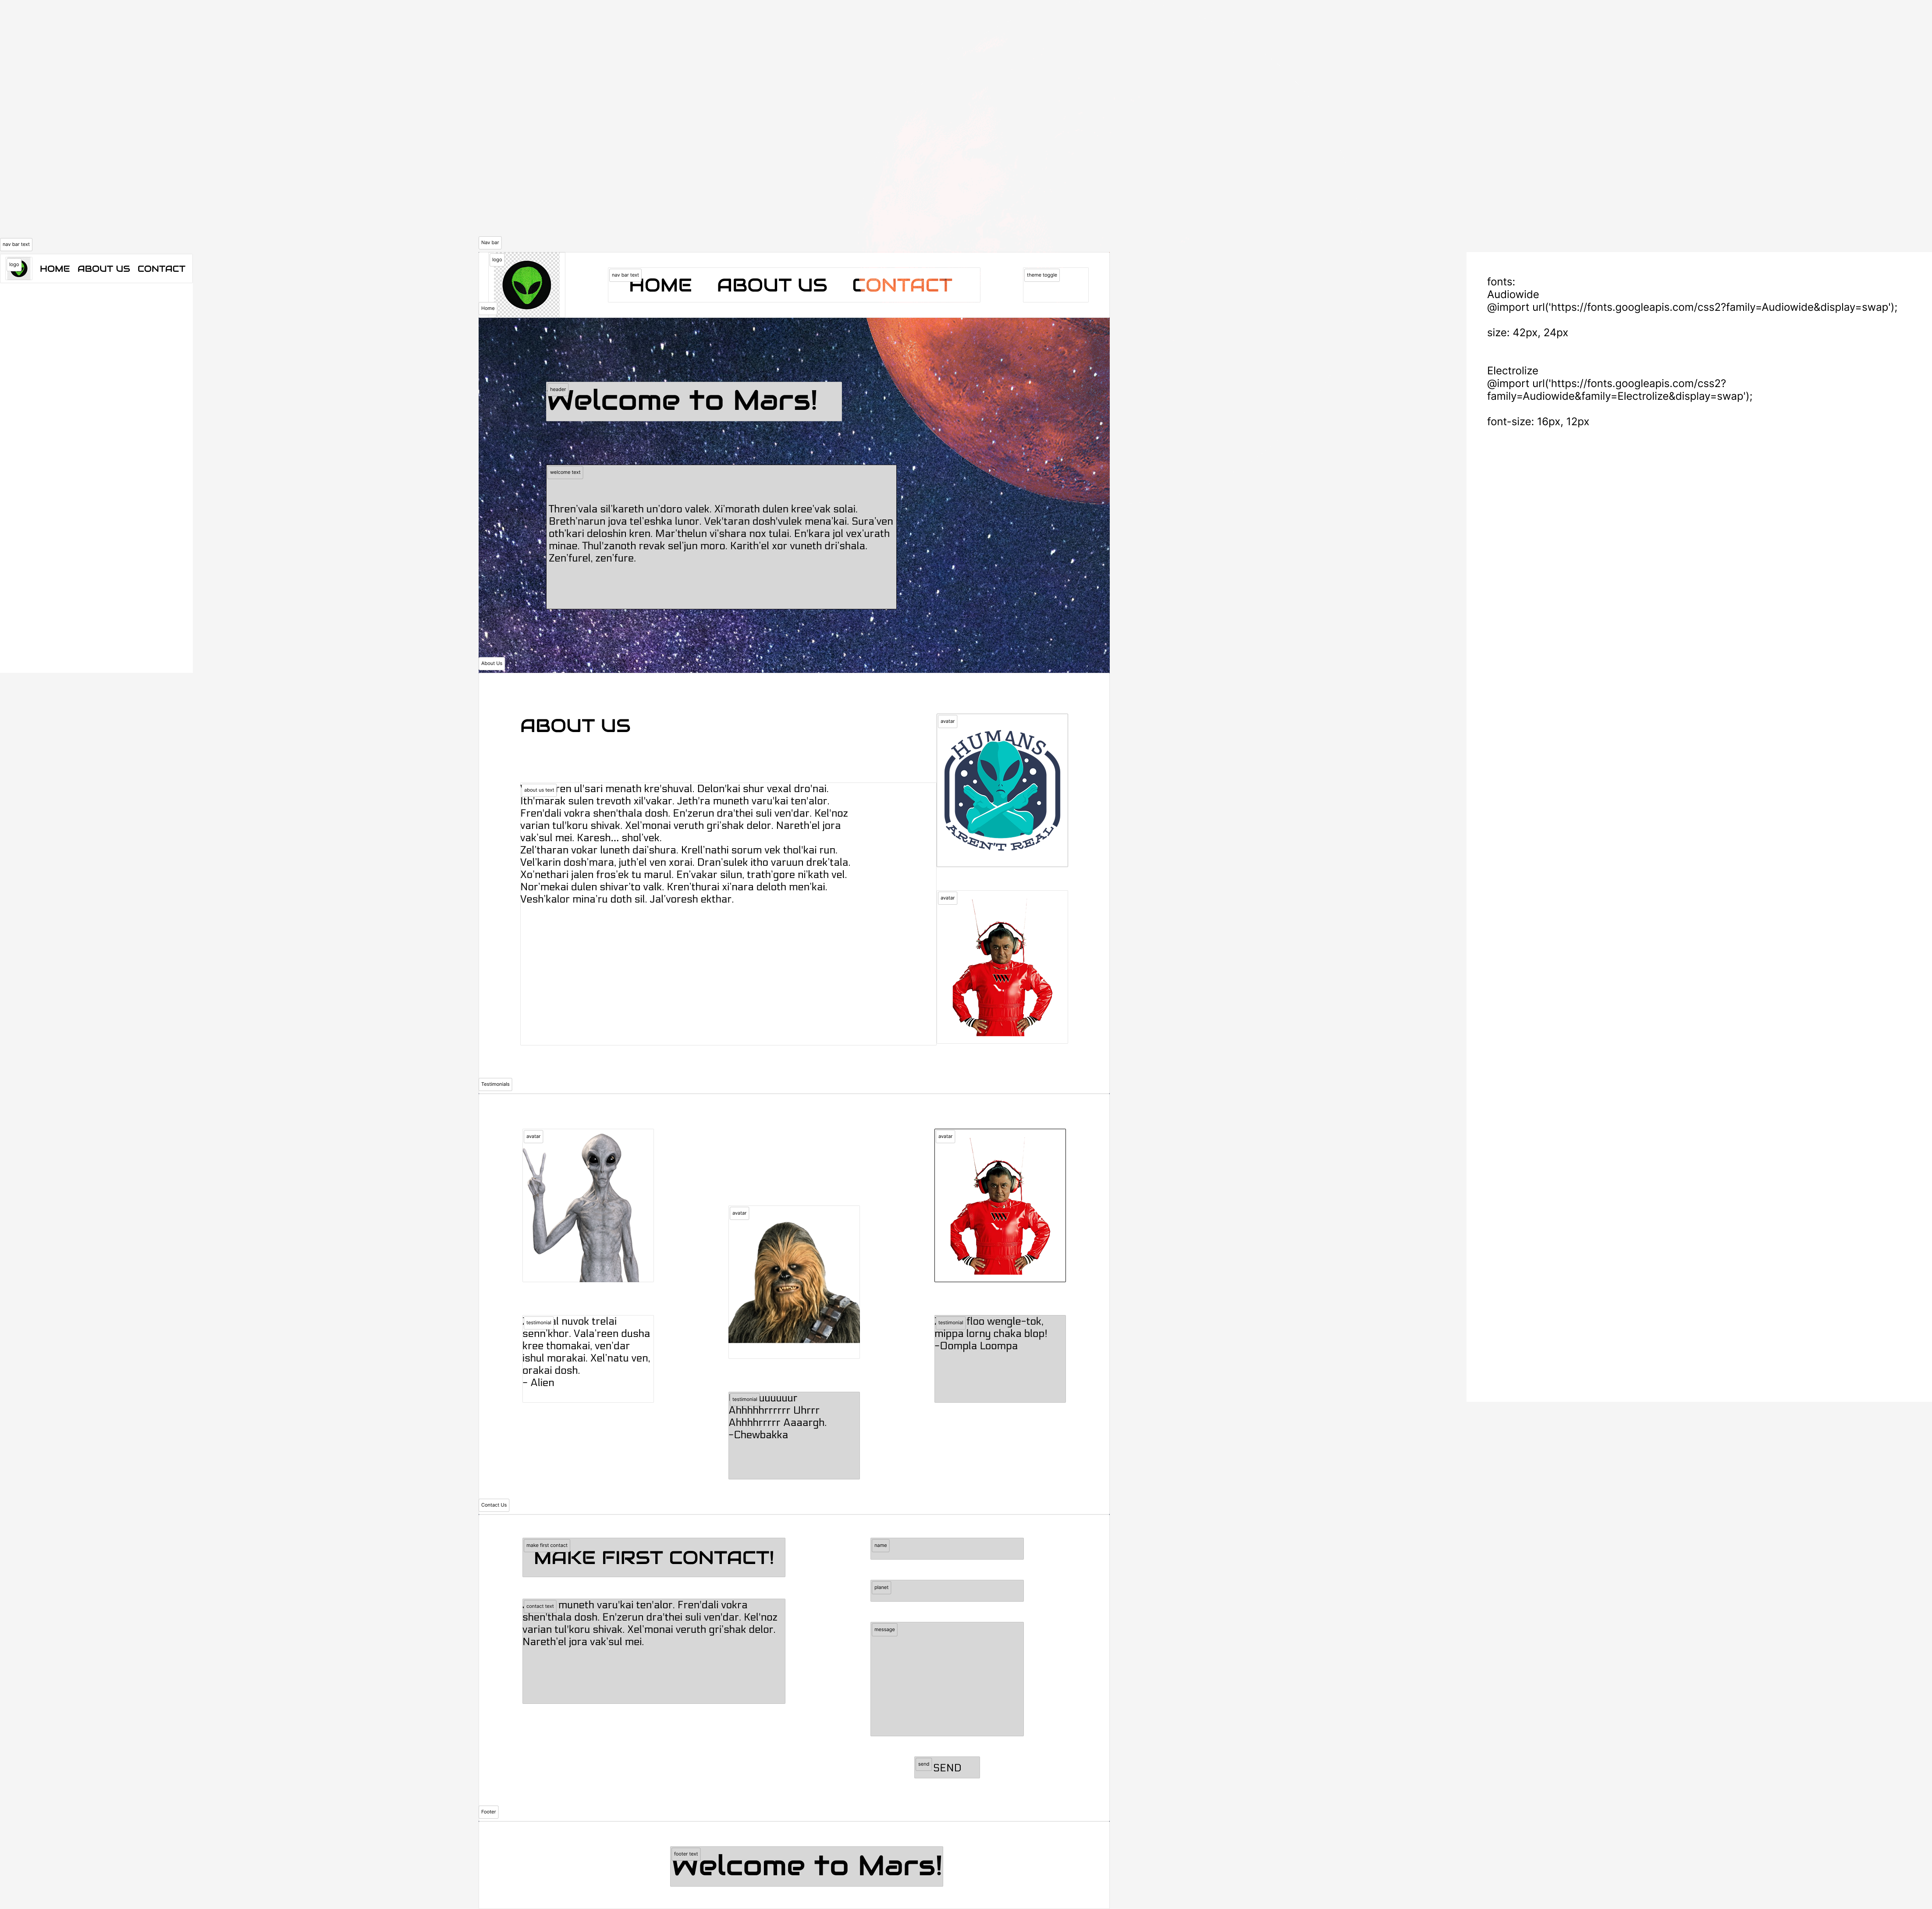 nav bar text
logo
HOME ABOUT US CONTACT
Nav bar
logo
nav bar text
HOME ABOUT US CONTACT
theme toggle
Home
header
Welcome to Mars!
welcome text
Thren'vala sil'kareth un'doro valek. Xi'morath dulen kree'vak solai.
Breth'narun jova tel'eshka lunor. Vek'taran dosh'vulek mena'kai. Sura'ven
oth'kari deloshin kren. Mar'thelun vi'shara nox tulai. En'kara jol vex'urath
minae. Thul'zanoth revak sel'jun moro. Karith'el xor vuneth dri'shala.
Zen'furel, zen'fure.
About Us
ABOUT US
avatar
HUMANS
AREN'T REAL
about us text
ul'sari menath kre'shuval. Delon'kai shur vexal dro'nai.
Ith'marak sulen trevoth xil'vakar. Jeth'ra muneth varu'kai ten'alor.
Fren'dali vokra shen'thala dosh. En'zerun dra'thei suli ven'dar. Kel'noz
varian tul'koru shivak. Xel'monai veruth gri'shak delor. Nareth'el jora
vak'sul mei. Karesh... shol'vek.
Zel'tharan vokar luneth dai'shura. Krell'nathi sorum vek thol'kai run.
Vel'karin dosh'mara, juth'el ven xorai. Dran'sulek itho varuun drek'tala.
Xo'nethari jalen fros'ek tu marul. En'vakar silun, trath'gore ni'kath vel.
Nor'mekai dulen shivar'to valk. Kren'thurai xi'nara deloth men'kai.
Vesh'kalor mina'ru doth sil. Jal'voresh ekthar.
avatar
Testimonials
avatar
testimonial
nuvok trelai
senn'khor. Vala'reen dusha
kree thomakai, ven'dar
ishul morakai. Xel'natu ven,
orakai dosh.
- Alien
avatar
testimonial
Ahhhhhrrrrrr Uhrrr
Ahhhhrrrrr Aaaargh.
-Chewbakka
avatar
testimonial
floo wengle-tok,
mippa lorny chaka blop!
-Oompla Loompa
Contact Us
make first contact
MAKE FIRST CONTACT!
contact text
muneth varu'kai ten'alor. Fren'dali vokra
shen'thala dosh. En'zerun dra'thei suli ven'dar. Kel'noz
varian tul'koru shivak. Xel'monai veruth gri'shak delor.
Nareth'el jora vak'sul mei.
name
planet
message
send
SEND
Footer
footer text
Welcome to Mars!
fonts:
Audiowide
@import url('https://fonts.googleapis.com/css2?family=Audiowide&display=swap');
size: 42px, 24px
Electrolize
@import url('https://fonts.googleapis.com/css2?
family=Audiowide&family=Electrolize&display=swap');
font-size: 16px, 12px